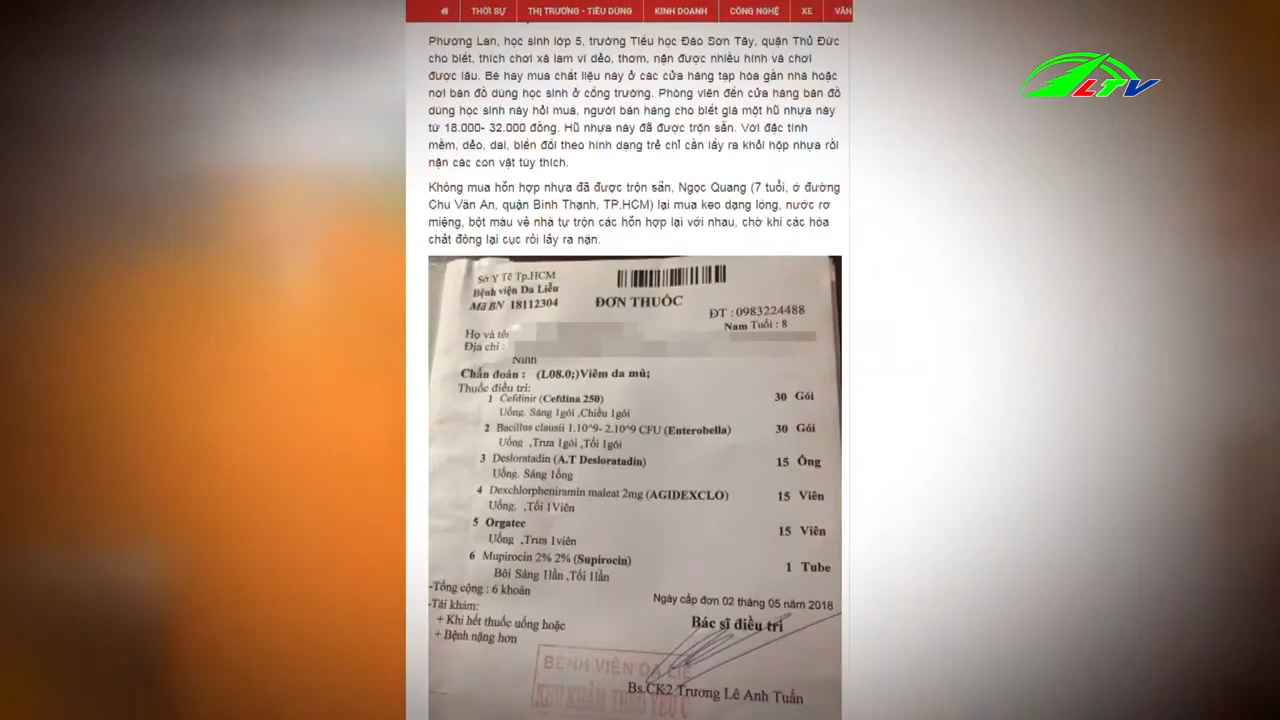 THỜI SỰ THỊ TRƯỜNG - TIÊU DÙNG KINH DOANH CÔNG NGHỆ XE VĂN
Phương Lan, học sinh lớp 5, trường Tiểu học Đào Sơn Tây, quận Thủ Đức
cho biết, thích chơi xà lam vì dẻo, thơm, nặn được nhiều hình và chơi
được lâu. Bé hay mua chất liệu này ở các cửa hàng tạp hóa gần nhà hoặc
nơi bán đồ dùng học sinh ở cổng trường. Phóng viên đến cửa hàng bán đồ
dùng học sinh này hỏi mua, người bán hàng cho biết giá một hũ nhựa này
từ 18.000- 32.000 đồng. Hũ nhựa này đã được trộn sẵn. Với đặc tính
mềm, dẻo, dai, biến đổi theo hình dạng trẻ chỉ cần lấy ra khỏi hộp nhựa rồi
nặn các con vật tùy thích.
Không mua hỗn hợp nhựa đã được trộn sẵn, Ngọc Quang (7 tuổi, ở đường
Chu Văn An, quận Bình Thạnh, TP.HCM) lại mua keo dạng lỏng, nước rơ
miệng, bột màu về nhà tự trộn các hỗn hợp lại với nhau, chờ khi các hóa
chất đông lại cục rồi lấy ra nặn.
LTV
Sở Y Tế Tp.HCM
Bệnh viện Da Liễu
Mã BN 18112304
ĐƠN THUỐC
ĐT : 0983224488
Nam Tuổi : 8
Họ và tên
Địa chỉ :
Ninh
Chẩn đoán : (L08.0;)Viêm da mủ;
Thuốc điều trị:
1 Cefdinir (Cefdina 250) 30 Gói
Uống. Sáng 1gói ,Chiều 1gói
2 Bacillus clausii 1.10^9- 2.10^9 CFU (Enterobella) 30 Gói
Uống ,Trưa 1gói ,Tối 1gói
3 Desloratadin (A.T Desloratadin) 15 Ống
Uống. Sáng 1ống
4 Dexchlorpheniramin maleat 2mg (AGIDEXCLO) 15 Viên
Uống. ,Tối 1Viên
5 Orgatec 15 Viên
Uống ,Trưa 1viên
6 Mupirocin 2% 2% (Supirocin) 1 Tube
Bôi Sáng 1lần ,Tối 1lần
-Tổng cộng : 6 khoản
Ngày cấp đơn 02 tháng 05 năm 2018
-Tái khám:
+ Khi hết thuốc uống hoặc
+ Bệnh nặng hơn
Bác sĩ điều trị
BỆNH VIỆN DA LIỄ
KHU KHÁM THEO YÊU C
Bs.CK2 Trương Lê Anh Tuấn